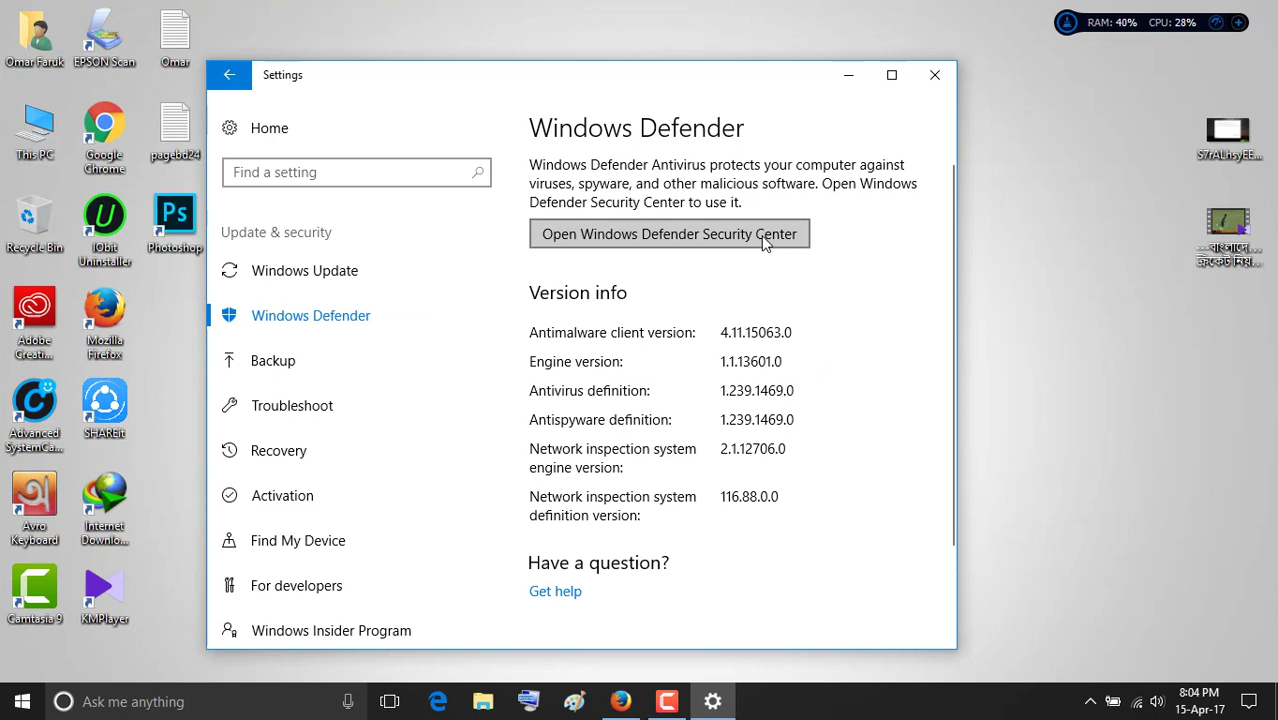 Omar Faruk
EPSON Scan
Omar
This PC
Google
Chrome
pagebd24
Recycle Bin
IObit
Uninstaller
Ps
Photoshop
Adobe
Creati...
Mozilla
Firefox
Advanced
SystemCa...
SHAREit
অ
Avro
Keyboard
Internet
Downlo...
Camtasia 9
KMPlayer
RAM: 40% CPU: 28%
S7rALhsyEE...
Settings
Home
Find a setting
Update & security
Windows Update
Windows Defender
Backup
Troubleshoot
Recovery
Activation
Find My Device
For developers
Windows Insider Program
Windows Defender
Windows Defender Antivirus protects your computer against
viruses, spyware, and other malicious software. Open Windows
Defender Security Center to use it.
Open Windows Defender Security Center
Version info
Antimalware client version: 4.11.15063.0
Engine version: 1.1.13601.0
Antivirus definition: 1.239.1469.0
Antispyware definition: 1.239.1469.0
Network inspection system 2.1.12706.0
engine version:
Network inspection system 116.88.0.0
definition version:
Have a question?
Get help
Ask me anything
8:04 PM
15-Apr-17